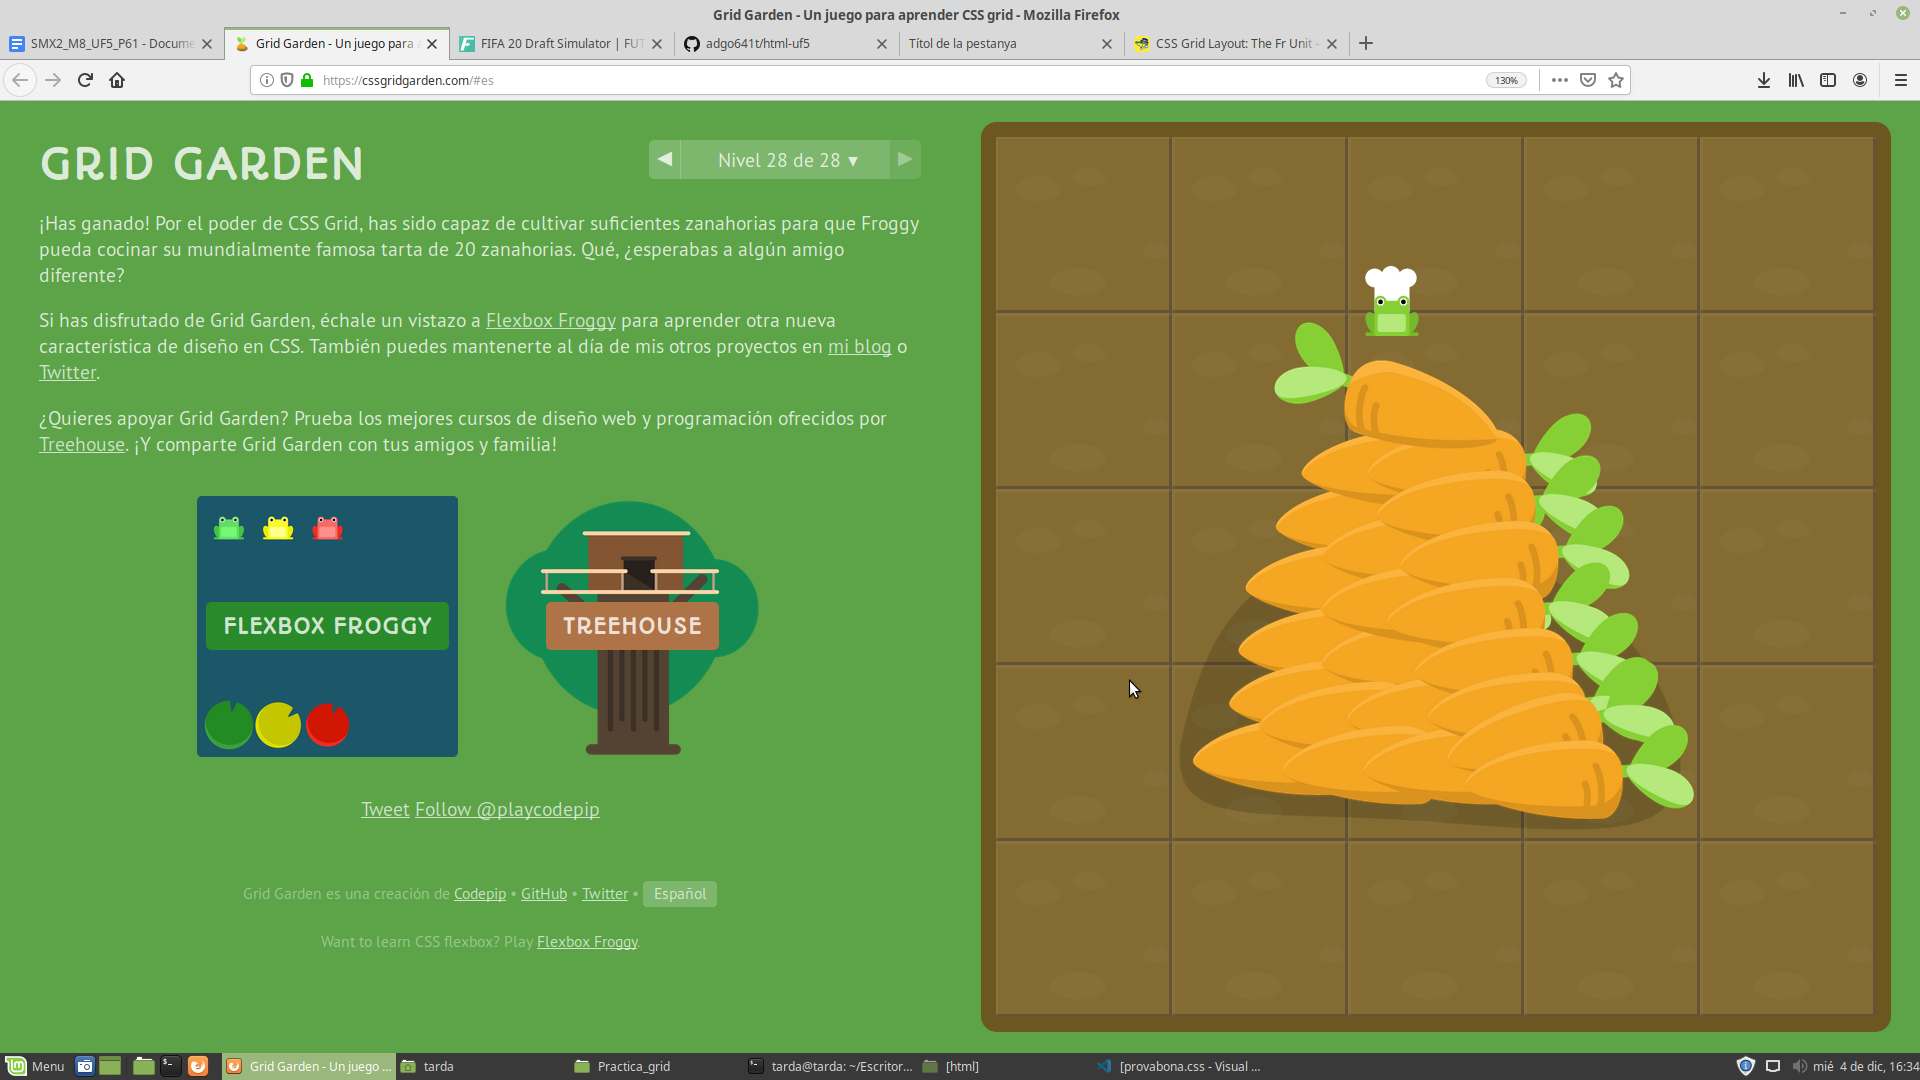 Grid Garden - Un juego para aprender CSS grid - Mozilla Firefox
SMX2_M8_UF5_P61 - Docume
Grid Garden - Un juego para
FIFA 20 Draft Simulator | FUT
adgo641t/html-uf5
Títol de la pestanya
CSS Grid Layout: The Fr Unit -
https://cssgridgarden.com/#es
130%
GRID GARDEN
Nivel 28 de 28 ▼
¡Has ganado! Por el poder de CSS Grid, has sido capaz de cultivar suficientes zanahorias para que Froggy
pueda cocinar su mundialmente famosa tarta de 20 zanahorias. Qué, ¿esperabas a algún amigo
diferente?
Si has disfrutado de Grid Garden, échale un vistazo a Flexbox Froggy para aprender otra nueva
característica de diseño en CSS. También puedes mantenerte al día de mis otros proyectos en mi blog o
Twitter.
¿Quieres apoyar Grid Garden? Prueba los mejores cursos de diseño web y programación ofrecidos por
Treehouse. ¡Y comparte Grid Garden con tus amigos y familia!
FLEXBOX FROGGY
TREEHOUSE
Tweet Follow @playcodepip
Grid Garden es una creación de Codepip • GitHub • Twitter • Español
Want to learn CSS flexbox? Play Flexbox Froggy.
Menu
Grid Garden - Un juego ...
tarda
Practica_grid
tarda@tarda: ~/Escritor...
[html]
[provabona.css - Visual ...
mié 4 de dic, 16:34